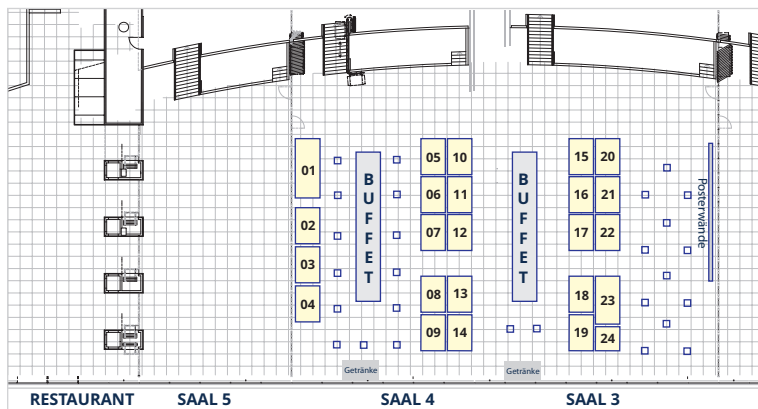 01
02
03
04
BUFFET
05 10
06 11
07 12
08 13
09 14
BUFFET
15 20
16 21
17 22
18 23
19 24
Posterwände
Getränke
Getränke
RESTAURANT SAAL 5 SAAL 4 SAAL 3